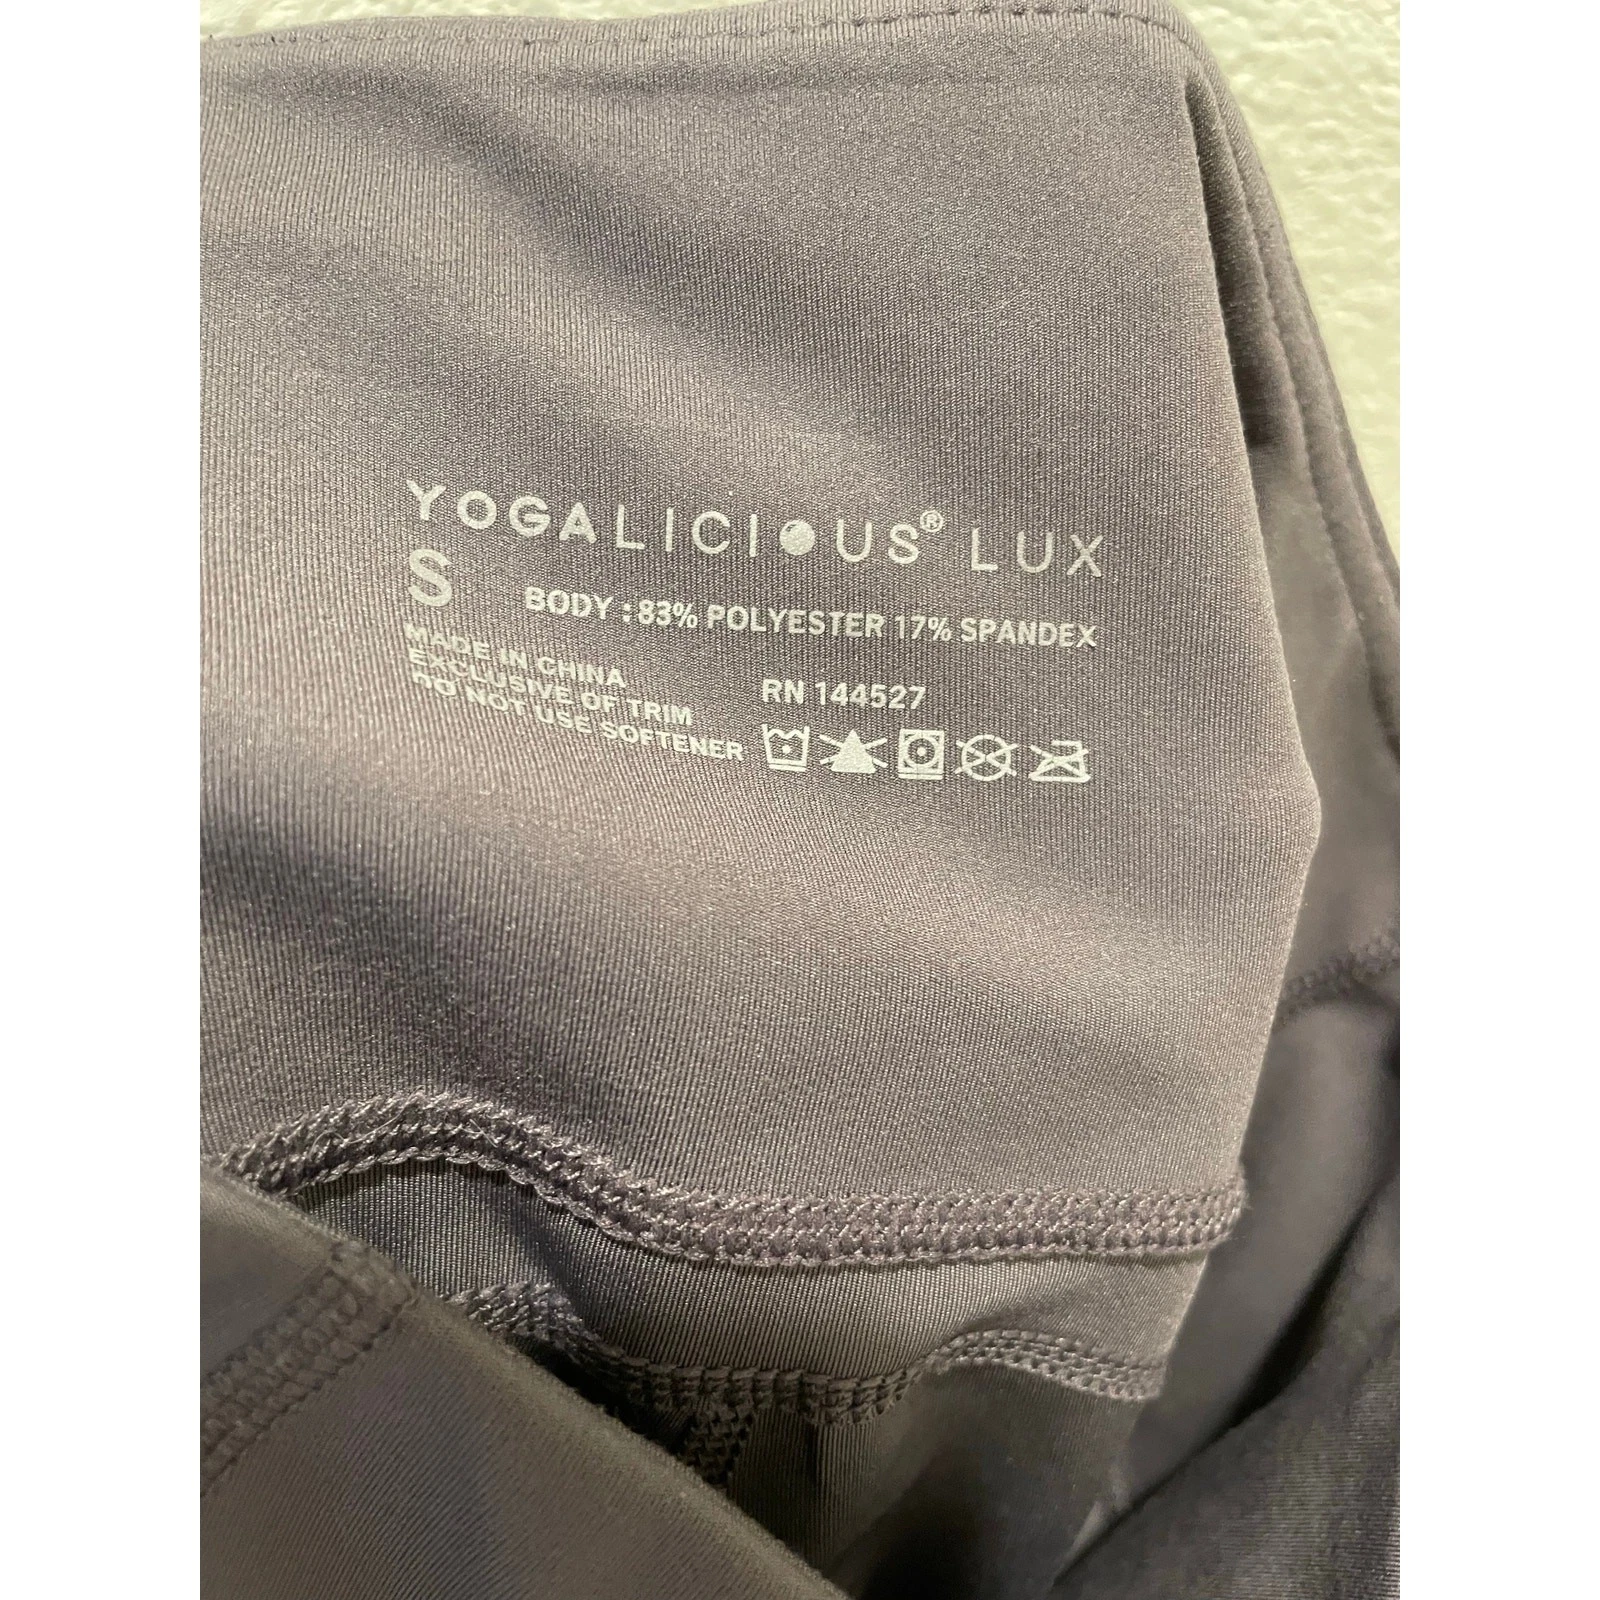 YOGALICIOUS® LUX
S
BODY : 83% POLYESTER 17% SPANDEX
MADE IN CHINA
EXCLUSIVE OF TRIM
DO NOT USE SOFTENER
RN 144527